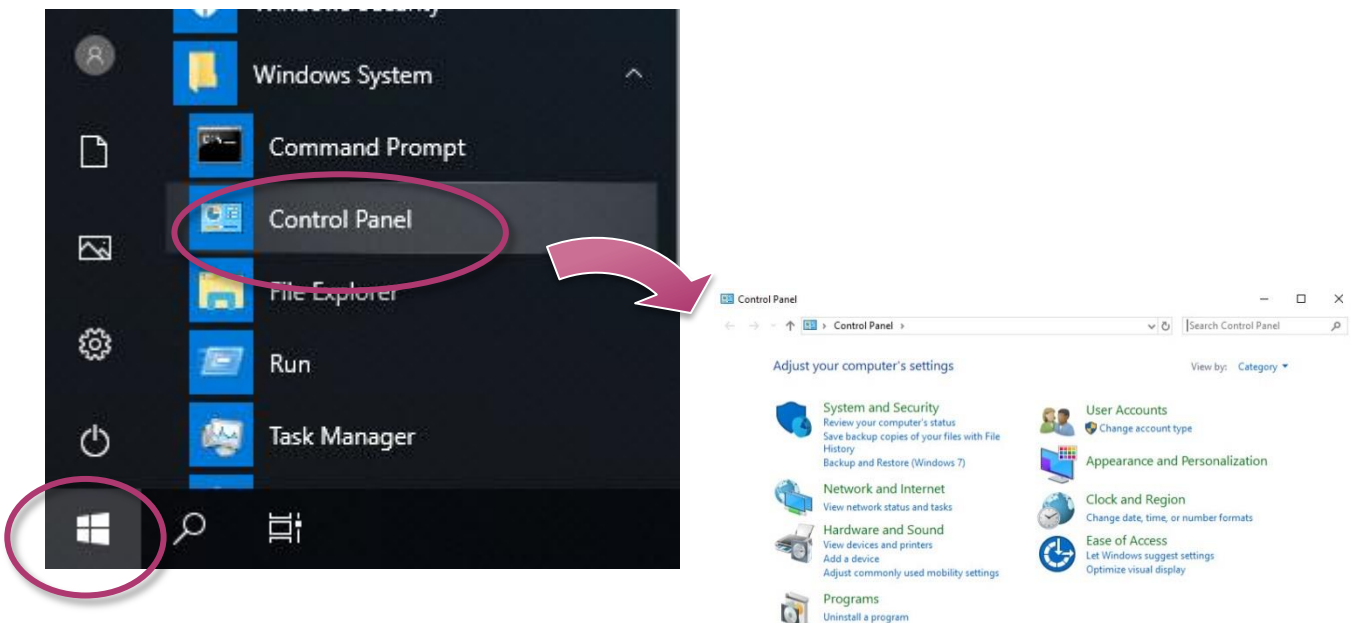 Windows Security
Windows System
Command Prompt
Control Panel
File Explorer
Run
Task Manager
Control Panel
Control Panel
Search Control Panel
Adjust your computer's settings
View by: Category
System and Security
Review your computer's status
Save backup copies of your files with File
History
Backup and Restore (Windows 7)
Network and Internet
View network status and tasks
Hardware and Sound
View devices and printers
Add a device
Adjust commonly used mobility settings
Programs
Uninstall a program
User Accounts
Change account type
Appearance and Personalization
Clock and Region
Change date, time, or number formats
Ease of Access
Let Windows suggest settings
Optimize visual display